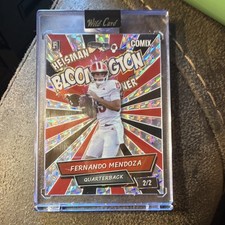 Wild Card
COMIX
HEISMAN
BLOOMINGTON
FERNANDO MENDOZA
QUARTERBACK
2/2